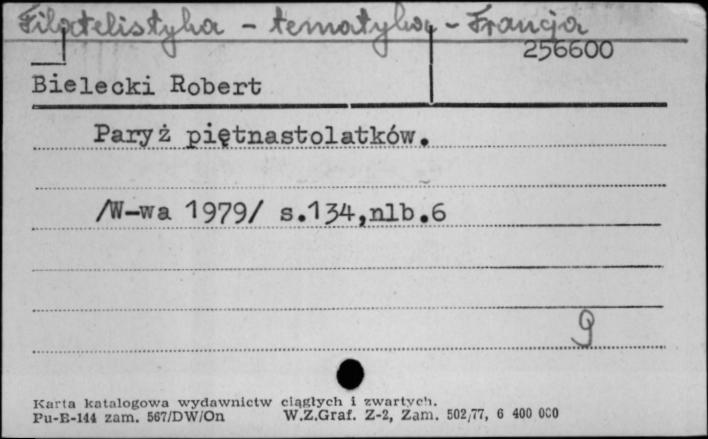 Filatelistyka - tematyka - Francja
256600
Bielecki Robert
Paryż piętnastolatków.
/W-wa 1979/ s.134,nlb.6
g
Karta katalogowa wydawnictw ciągłych i zwartych.
Pu-E-144 zam. 567/DW/On W.Z.Graf. Z-2, Zam. 502/77, 6 400 000